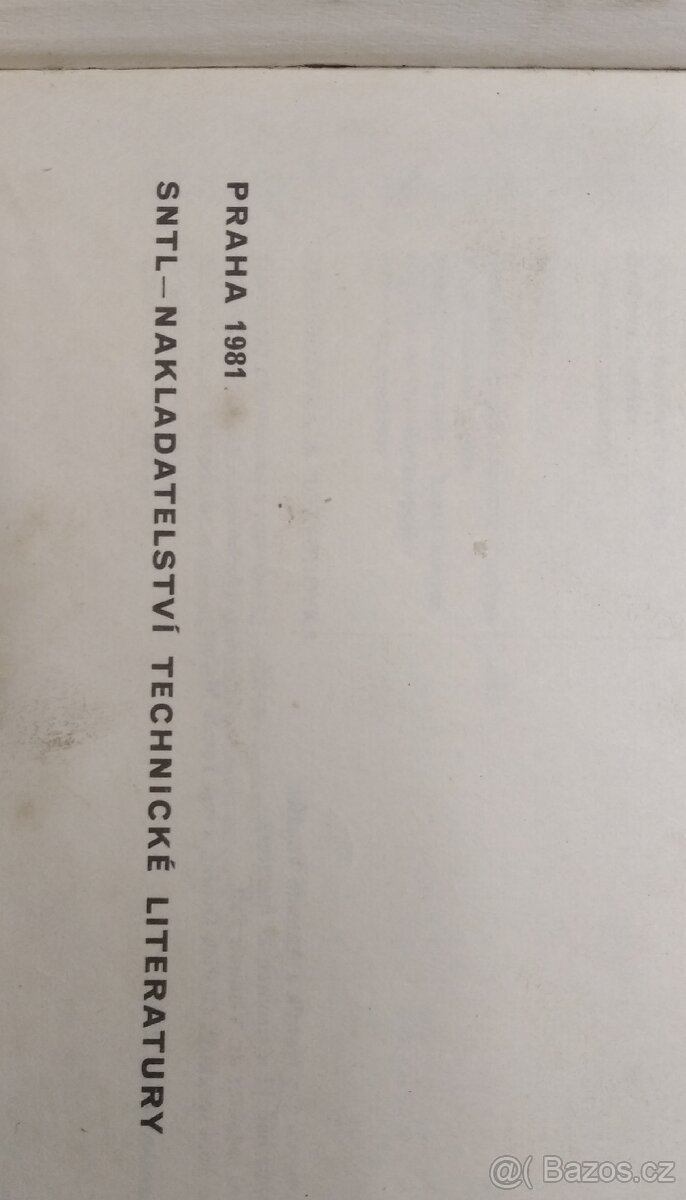 PRAHA 1981
SNTL—NAKLADATELSTVÍ TECHNICKÉ LITERATURY
@( Bazos.cz